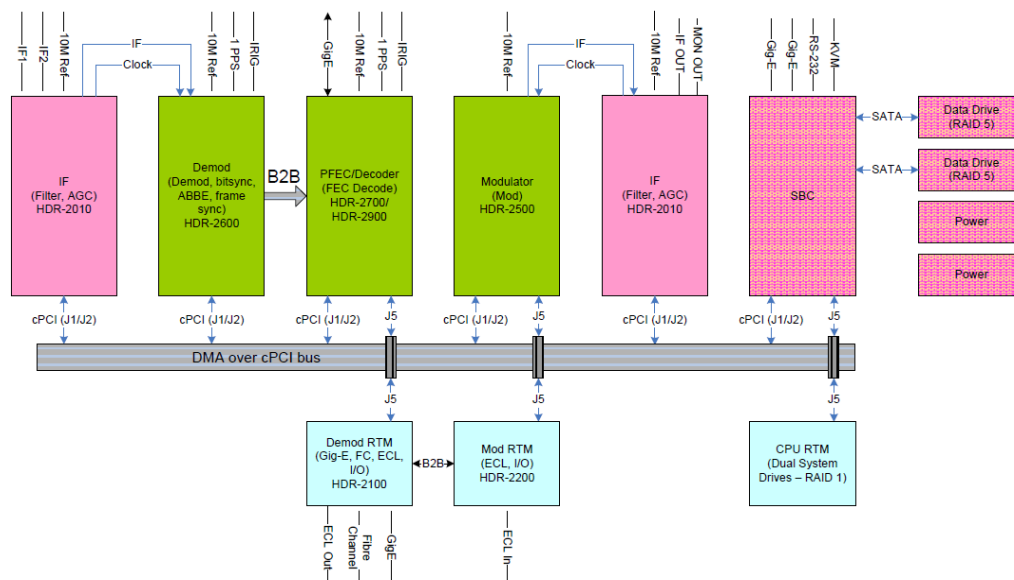 IF1
IF2
10M Ref
IF
Clock
10M Ref
1 PPS
IRIG
GigE
10M Ref
1 PPS
IRIG
10M Ref
IF
Clock
10M Ref
IF OUT
MON OUT
Gig-E
Gig-E
RS-232
KVM
IF
(Filter, AGC)
HDR-2010
Demod
(Demod, bitsync,
ABBE, frame
sync)
HDR-2600
B2B
PFEC/Decoder
(FEC Decode)
HDR-2700/
HDR-2900
Modulator
(Mod)
HDR-2500
IF
(Filter, AGC)
HDR-2010
SBC
SATA
Data Drive
(RAID 5)
SATA
Data Drive
(RAID 5)
Power
Power
cPCI (J1/J2)
cPCI (J1/J2)
cPCI (J1/J2)
J5
cPCI (J1/J2)
J5
cPCI (J1/J2)
cPCI (J1/J2)
J5
DMA over cPCI bus
J5
J5
J5
Demod RTM
(Gig-E, FC, ECL,
I/O)
HDR-2100
B2B
Mod RTM
(ECL, I/O)
HDR-2200
CPU RTM
(Dual System
Drives – RAID 1)
ECL Out
Fibre
Channel
GigE
ECL In